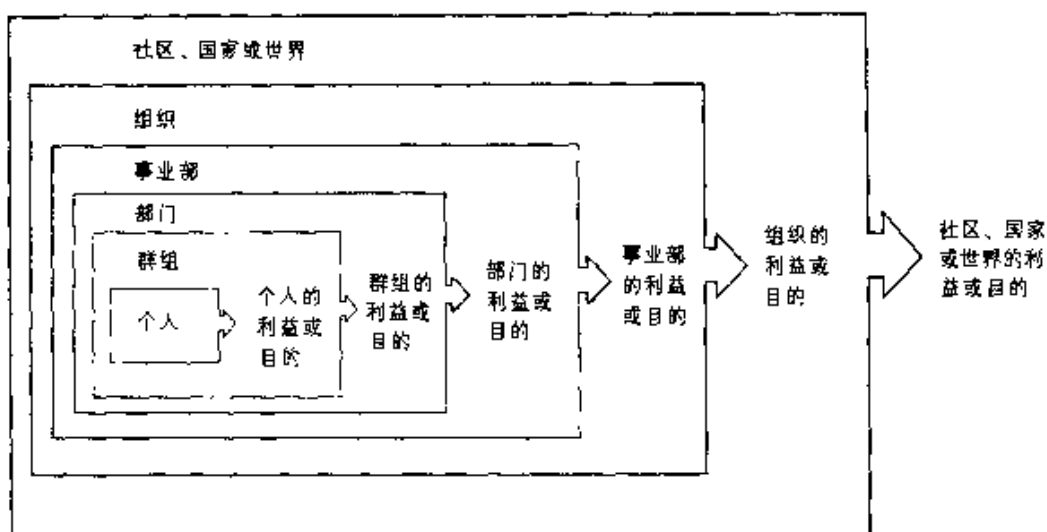 社区、国家或世界
组织
事业部
部门
群组
个人
个人的
利益或
目的
群组的
利益或
目的
部门的
利益或
目的
事业部
的利益
或目的
组织的
利益或
目的
社区、国家
或世界的利
益或目的